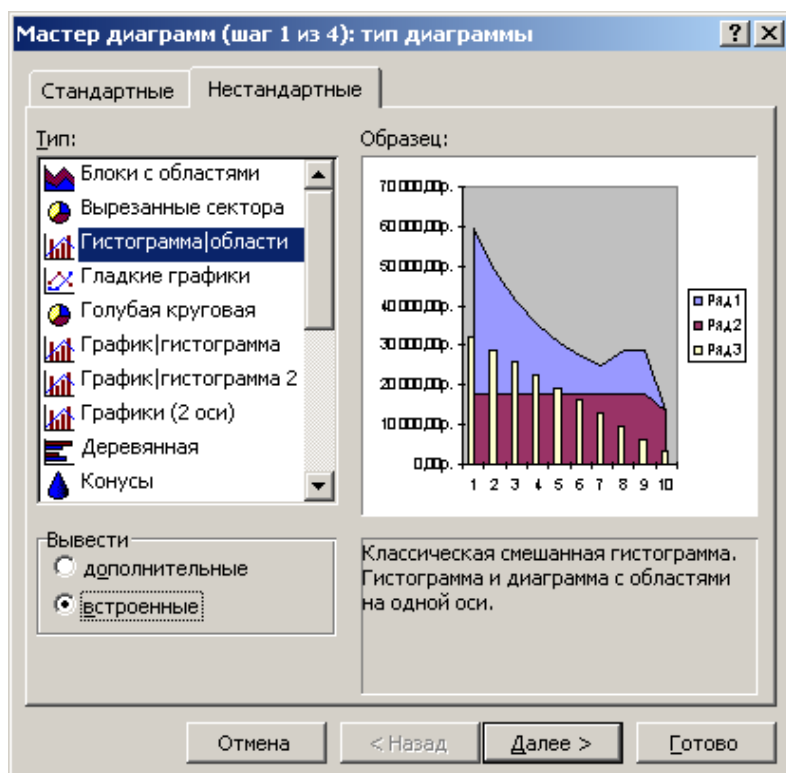 Мастер диаграмм (шаг 1 из 4): тип диаграммы
Стандартные
Нестандартные
Тип:
Блоки с областями
Вырезанные сектора
Гистограмма|области
Гладкие графики
Голубая круговая
График|гистограмма
График|гистограмма 2
Графики (2 оси)
Деревянная
Конусы
Образец:
70 000,00р.
60 000,00р.
50 000,00р.
40 000,00р.
30 000,00р.
20 000,00р.
10 000,00р.
0,00р.
1 2 3 4 5 6 7 8 9 10
Ряд1
Ряд2
Ряд3
Вывести
дополнительные
встроенные
Классическая смешанная гистограмма.
Гистограмма и диаграмма с областями
на одной оси.
Отмена
< Назад
Далее >
Готово